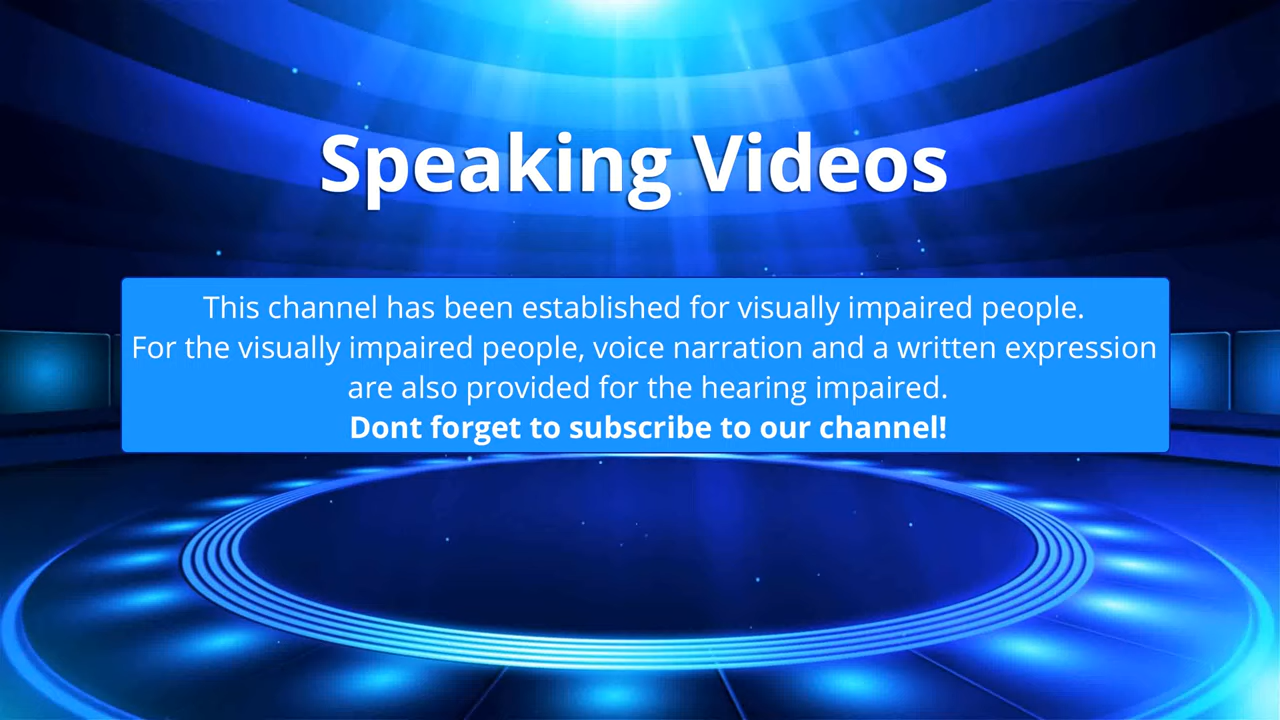 Speaking Videos
This channel has been established for visually impaired people.
For the visually impaired people, voice narration and a written expression
are also provided for the hearing impaired.
Dont forget to subscribe to our channel!